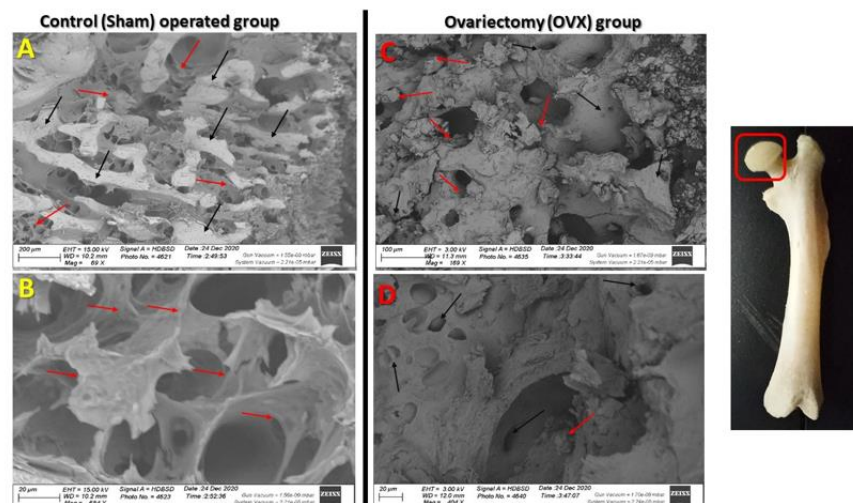 Control (Sham) operated group
Ovariectomy (OVX) group
A
200 µm
EHT = 15.00 kV
WD = 10.2 mm
Mag = 69 X
Signal A = HDBSD
Photo No. = 4621
Date :24 Dec 2020
Time :2:49:53
ZEISS
C
100 µm
EHT = 3.00 kV
WD = 11.3 mm
Mag = 169 X
Signal A = HDBSD
Photo No. = 4635
Date :24 Dec 2020
Time :3:33:44
ZEISS
B
20 µm
EHT = 15.00 kV
WD = 10.2 mm
Signal A = HDBSD
Photo No. = 4623
Date :24 Dec 2020
Time :2:52:36
ZEISS
D
20 µm
EHT = 3.00 kV
WD = 12.0 mm
Signal A = HDBSD
Photo No. = 4640
Date :24 Dec 2020
Time :3:47:07
ZEISS